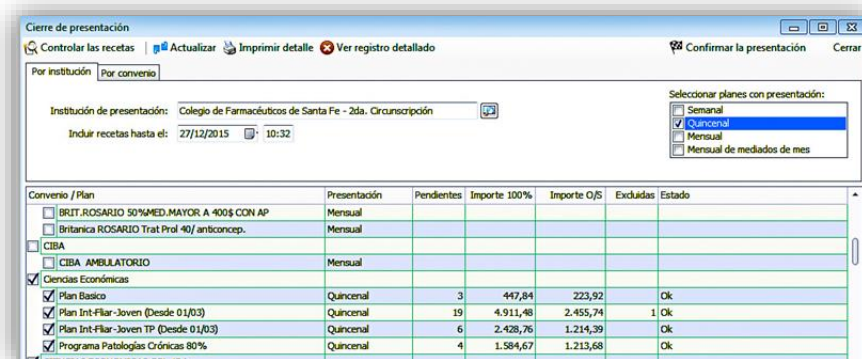 Cierre de presentación
Controlar las recetas Actualizar Imprimir detalle Ver registro detallado Confirmar la presentación Cerrar
Por institución Por convenio
Seleccionar planes con presentación:
Institución de presentación: Colegio de Farmacéuticos de Santa Fe - 2da. Circunscripción
Semanal
Quincenal
Incluir recetas hasta el: 27/12/2015 10:32
Mensual
Mensual de mediados de mes
Convenio / Plan Presentación Pendientes Importe 100% Importe O/S Excluidas Estado
BRIT.ROSARIO 50%MED.MAYOR A 400$ CON AP Mensual
Britanica ROSARIO Trat Prol 40/ anticoncep. Mensual
CIBA
CIBA AMBULATORIO Mensual
Ciencias Económicas
Plan Basico Quincenal 3 447,84 223,92 Ok
Plan Int-Fliar-Joven (Desde 01/03) Quincenal 19 4.911,48 2.455,74 1 Ok
Plan Int-Fliar-Joven TP (Desde 01/03) Quincenal 6 2.428,76 1.214,39 Ok
Programa Patologías Crónicas 80% Quincenal 4 1.584,67 1.213,68 Ok